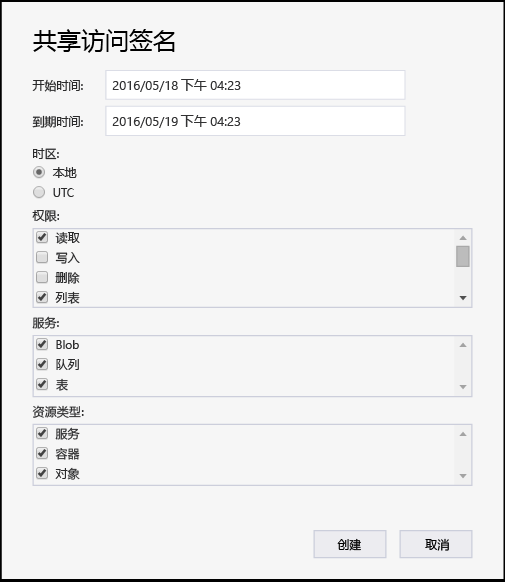 共享访问签名
开始时间: 2016/05/18 下午 04:23
到期时间: 2016/05/19 下午 04:23
时区:
本地
UTC
权限:
读取
写入
删除
列表
服务:
Blob
队列
表
资源类型:
服务
容器
对象
创建 取消